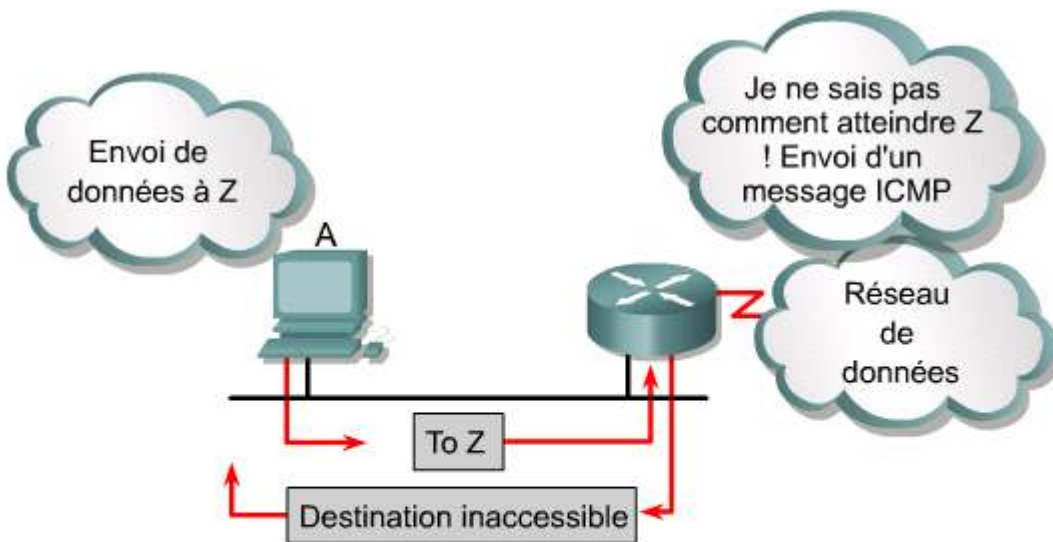 Envoi de
données à Z
A
Je ne sais pas
comment atteindre Z
! Envoi d'un
message ICMP
Réseau
de
données
To Z
Destination inaccessible